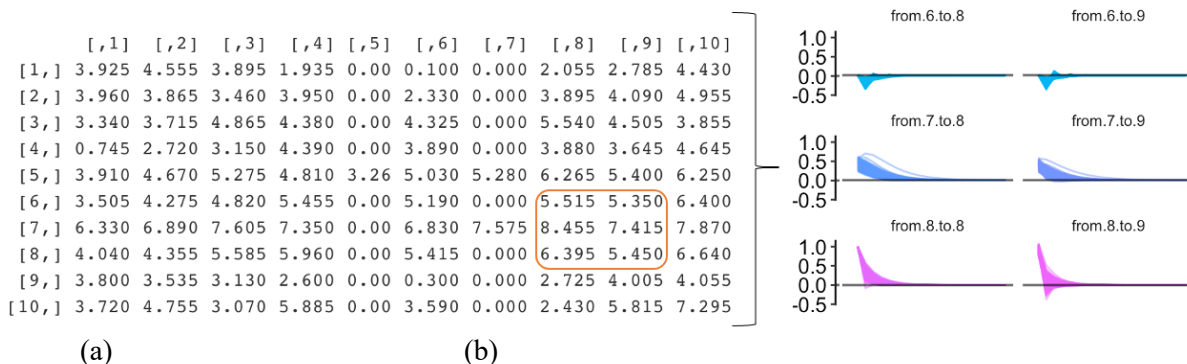 [,1] [,2] [,3] [,4] [,5] [,6] [,7] [,8] [,9] [,10]
[1,] 3.925 4.555 3.895 1.935 0.00 0.100 0.000 2.055 2.785 4.430
[2,] 3.960 3.865 3.460 3.950 0.00 2.330 0.000 3.895 4.090 4.955
[3,] 3.340 3.715 4.865 4.380 0.00 4.325 0.000 5.540 4.505 3.855
[4,] 0.745 2.720 3.150 4.390 0.00 3.890 0.000 3.880 3.645 4.645
[5,] 3.910 4.670 5.275 4.810 3.26 5.030 5.280 6.265 5.400 6.250
[6,] 3.505 4.275 4.820 5.455 0.00 5.190 0.000 5.515 5.350 6.400
[7,] 6.330 6.890 7.605 7.350 0.00 6.830 7.575 8.455 7.415 7.870
[8,] 4.040 4.355 5.585 5.960 0.00 5.415 0.000 6.395 5.450 6.640
[9,] 3.800 3.535 3.130 2.600 0.00 0.300 0.000 2.725 4.005 4.055
[10,] 3.720 4.755 3.070 5.885 0.00 3.590 0.000 2.430 5.815 7.295
from.6.to.8 from.6.to.9
1.0
0.5
0.0
-0.5
from.7.to.8 from.7.to.9
1.0
0.5
0.0
-0.5
from.8.to.8 from.8.to.9
1.0
0.5
0.0
-0.5
(a) (b)